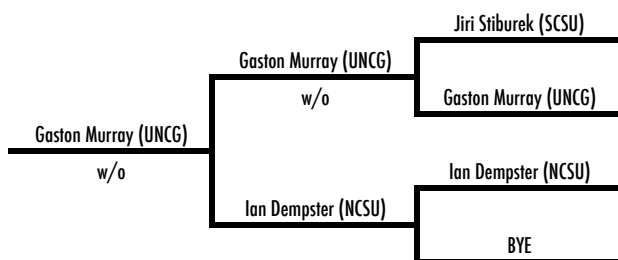 Jiri Stiburek (SCSU)
Gaston Murray (UNCG)
w/o
Gaston Murray (UNCG)
Gaston Murray (UNCG)
w/o
Ian Dempster (NCSU)
Ian Dempster (NCSU)
BYE